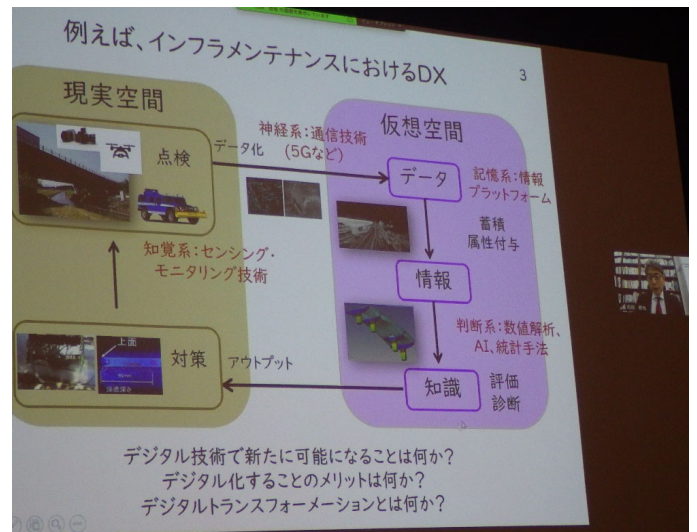 例えば、インフラメンテナンスにおけるDX
3
現実空間
点検
データ化
神経系:通信技術
(5Gなど)
仮想空間
データ
記憶系:情報
プラットフォーム
蓄積
属性付与
知覚系:センシング・
モニタリング技術
情報
判断系:数値解析、
AI、統計手法
上面
対策
アウトプット
知識
評価
診断
デジタル技術で新たに可能になることは何か?
デジタル化することのメリットは何か?
デジタルトランスフォーメーションとは何か?